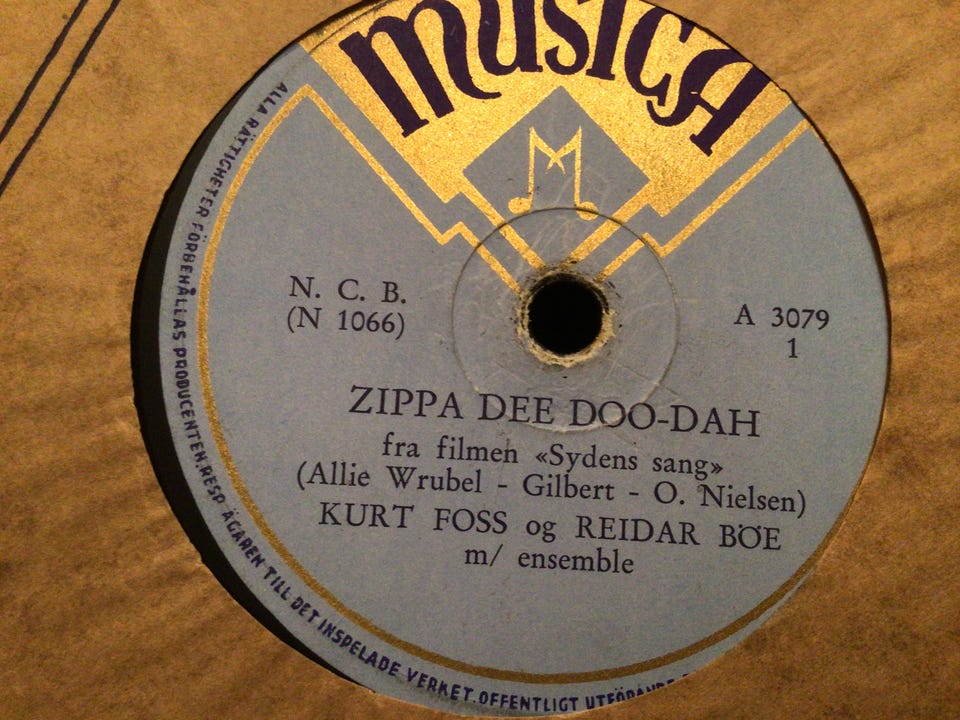 musica
M
N. C. B.
(N 1066)
A 3079
1
ZIPPA DEE DOO-DAH
fra filmen «Sydens sang»
(Allie Wrubel - Gilbert - O. Nielsen)
KURT FOSS og REIDAR BÖE
m/ ensemble
ALLA RÄTTIGHETER FÖRBEHÅLLAS PRODUCENTEN.RESP ÄGAREN TILL DET INSPELADE VERKET.OFFENTLIGT UTFÖRANDE